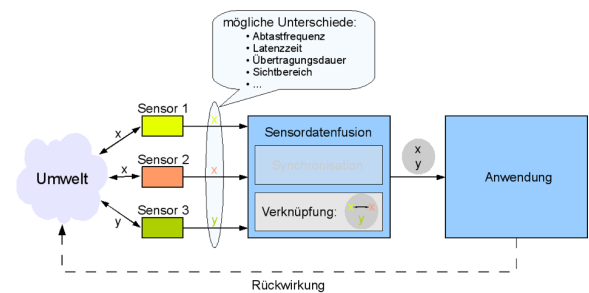 mögliche Unterschiede:
• Abtastfrequenz
• Latenzzeit
• Übertragungsdauer
• Sichtbereich
• ...
Sensor 1
x
x
Sensordatenfusion
Synchronisation
x
y
Umwelt
x
Sensor 2
x
Anwendung
Sensor 3
y
y
Verknüpfung:
x
x
y
Rückwirkung